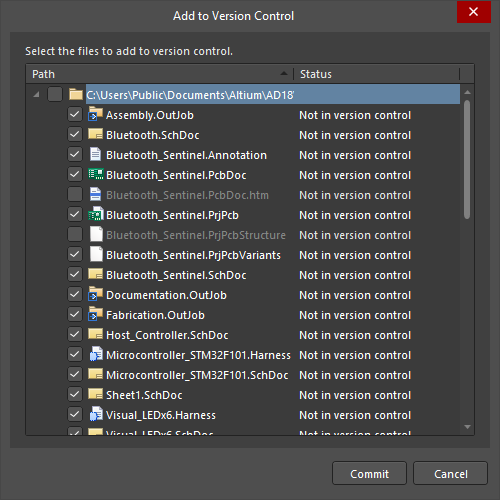 Add to Version Control
Select the files to add to version control.
Path Status
C:\Users\Public\Documents\Altium\AD18
Assembly.OutJob Not in version control
Bluetooth.SchDoc Not in version control
Bluetooth_Sentinel.Annotation Not in version control
Bluetooth_Sentinel.PcbDoc Not in version control
Bluetooth_Sentinel.PcbDoc.htm Not in version control
Bluetooth_Sentinel.PrjPcb Not in version control
Bluetooth_Sentinel.PrjPcbStructure Not in version control
Bluetooth_Sentinel.PrjPcbVariants Not in version control
Bluetooth_Sentinel.SchDoc Not in version control
Documentation.OutJob Not in version control
Fabrication.OutJob Not in version control
Host_Controller.SchDoc Not in version control
Microcontroller_STM32F101.Harness Not in version control
Microcontroller_STM32F101.SchDoc Not in version control
Sheet1.SchDoc Not in version control
Visual_LEDx6.Harness Not in version control
Visual_LEDx6.SchDoc Not in version control
Commit Cancel